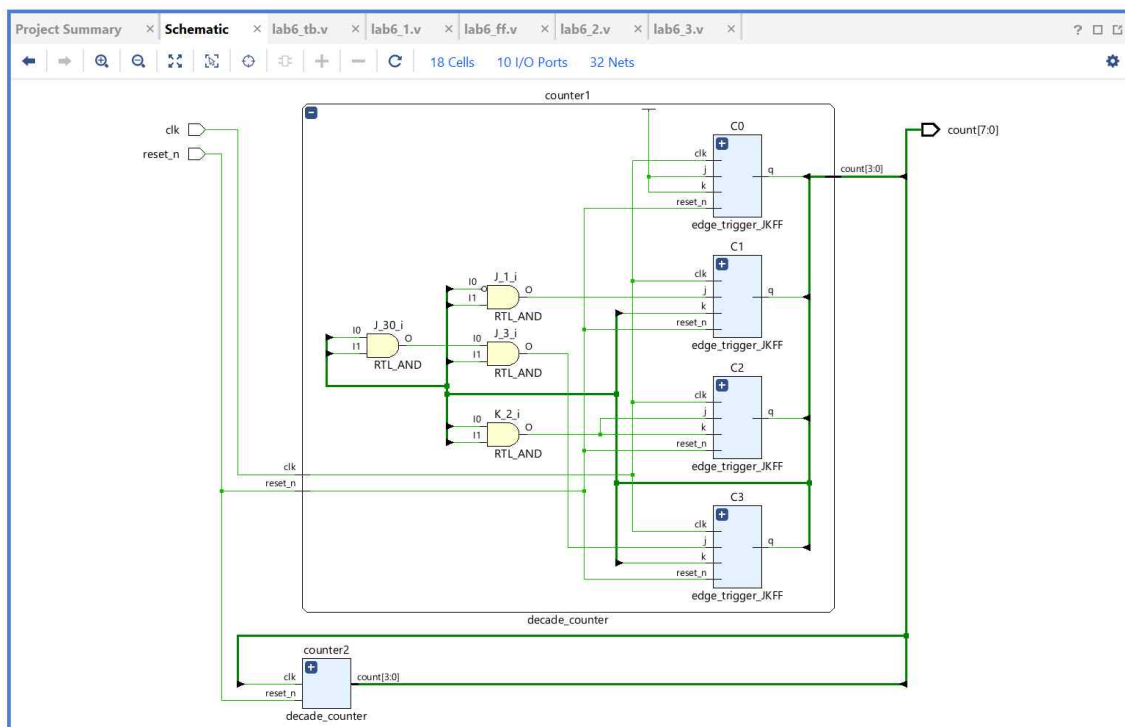 Project Summary × Schematic × lab6_tb.v × lab6_1.v × lab6_ff.v × lab6_2.v × lab6_3.v × ?
18 Cells 10 I/O Ports 32 Nets
counter1
clk
reset_n
count[7:0]
C0
clk
j
k
reset_n
q
count[3:0]
edge_trigger_JKFF
C1
clk
j
k
reset_n
edge_trigger_JKFF
J_1_i
I0
I1
O
RTL_AND
J_30_i
I0
I1
O
RTL_AND
J_3_i
I0
I1
O
RTL_AND
C2
clk
j
k
reset_n
edge_trigger_JKFF
K_2_i
I0
I1
O
RTL_AND
clk
reset_n
C3
clk
j
k
reset_n
q
edge_trigger_JKFF
decade_counter
counter2
clk
reset_n
count[3:0]
decade_counter